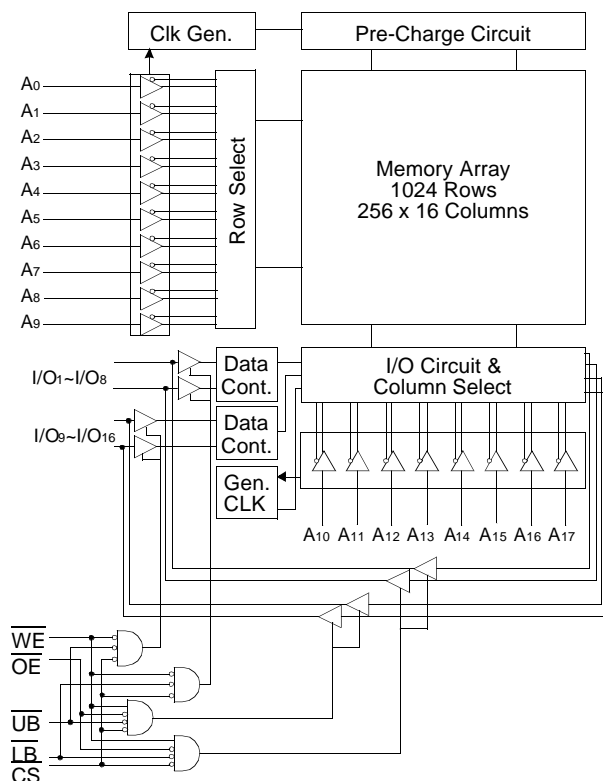 Clk Gen.
Pre-Charge Circuit
A0
A1
A2
A3
A4
A5
A6
A7
A8
A9
Row Select
Memory Array
1024 Rows
256 x 16 Columns
I/O1~I/O8
Data
Cont.
I/O Circuit &
Column Select
I/O9~I/O16
Data
Cont.
Gen.
CLK
A10 A11 A12 A13 A14 A15 A16 A17
WE
OE
UB
LB
CS